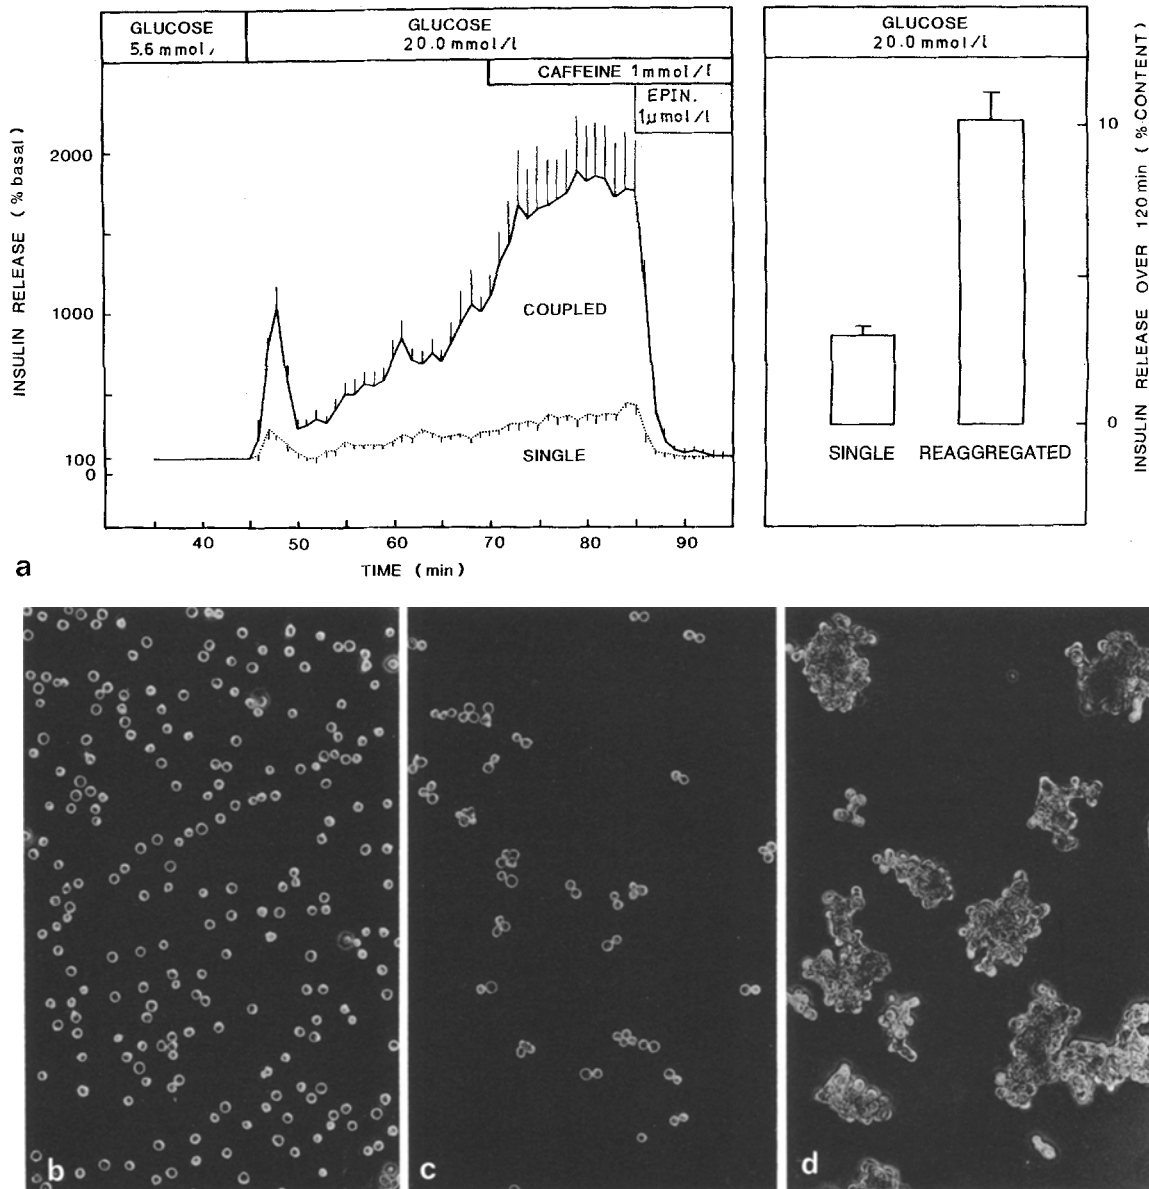 GLUCOSE
5.6 mmol,
GLUCOSE
20.0 mmol/l
CAFFEINE 1 mmol/l
EPIN.
1µmol/l
INSULIN RELEASE (% basal)
2000
1000
100
0
COUPLED
SINGLE
40
50
60
70
80
90
TIME (min)
a
GLUCOSE
20.0 mmol/l
10
0
SINGLE
REAGGREGATED
INSULIN RELEASE OVER 120 min (% CONTENT)
b
c
d